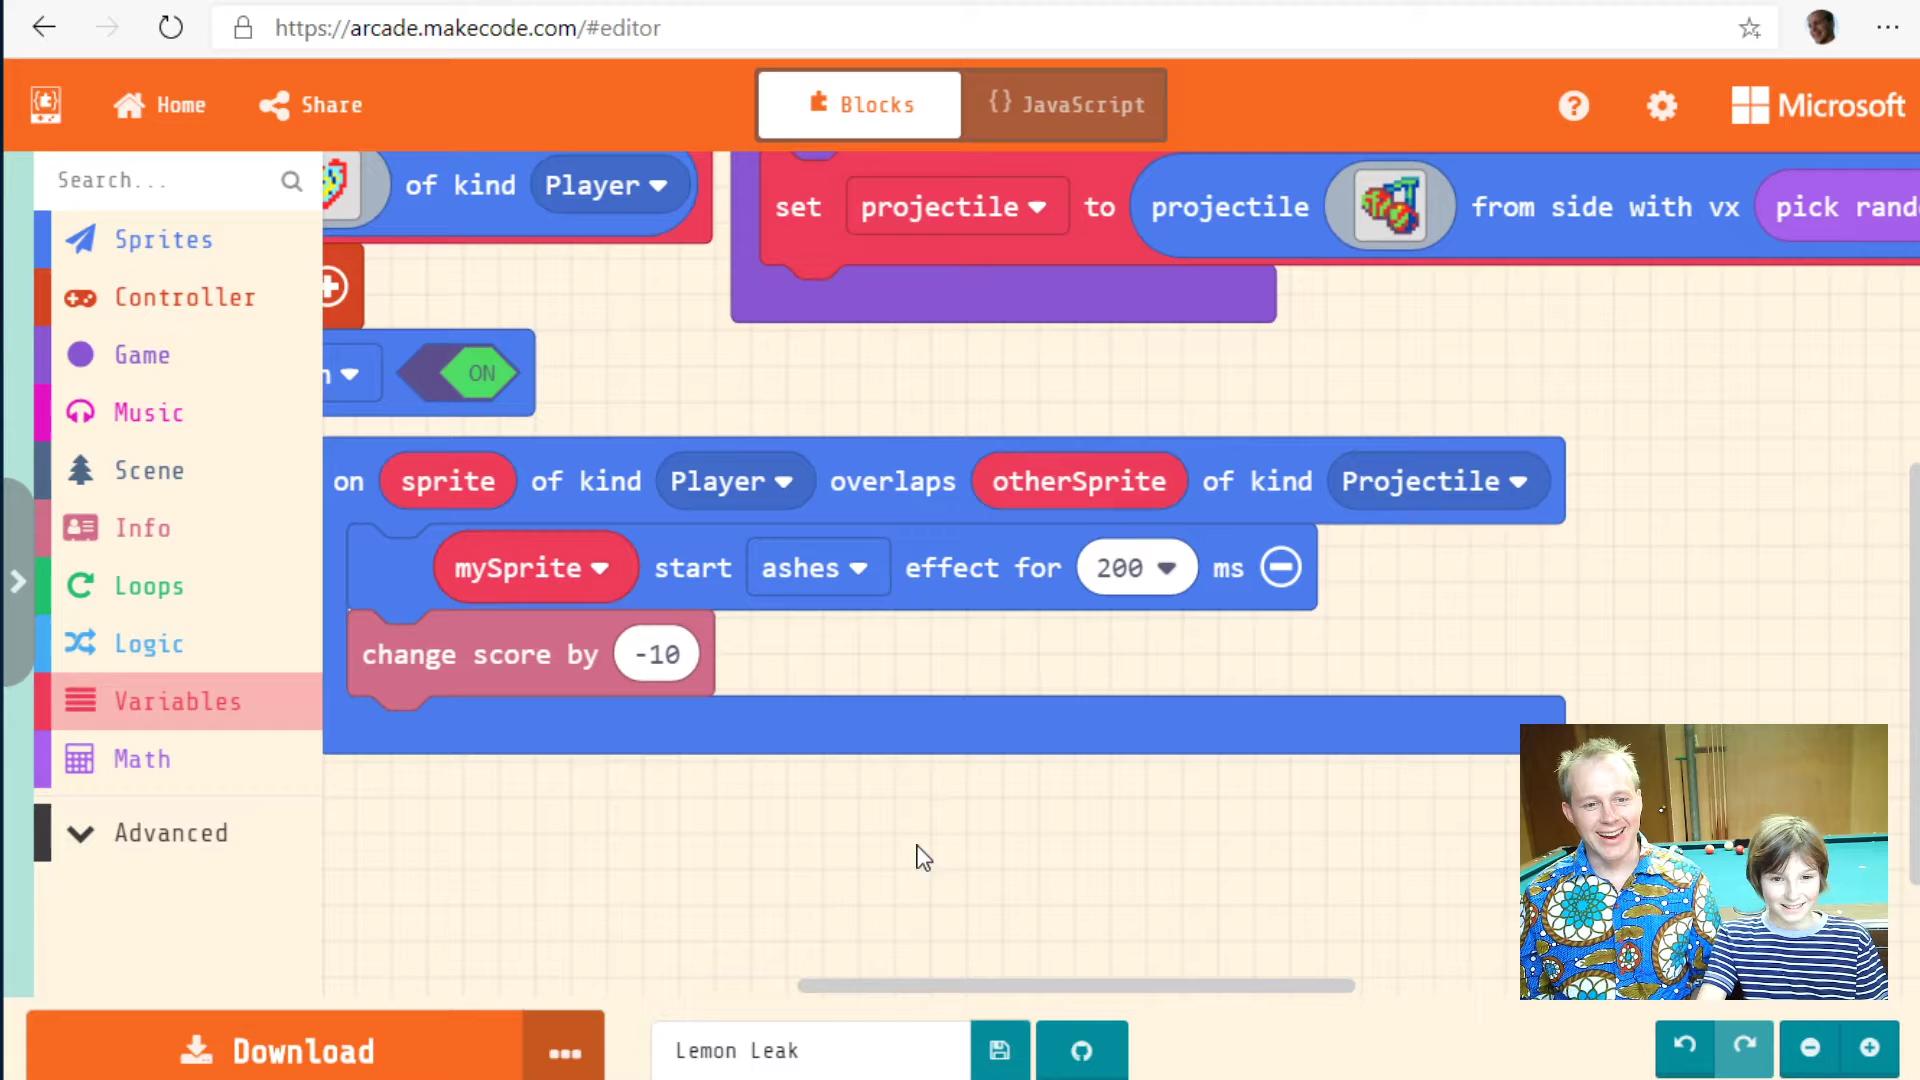 https://arcade.makecode.com/#editor
Home
Share
Blocks
{} JavaScript
?
Microsoft
Search...
Sprites
Controller
Game
Music
Scene
Info
Loops
Logic
Variables
Math
Advanced
of kind Player
set projectile to projectile from side with vx pick
ON
on sprite of kind Player overlaps otherSprite of kind Projectile
mySprite start ashes effect for 200 ms
change score by -10
Download
Lemon Leak